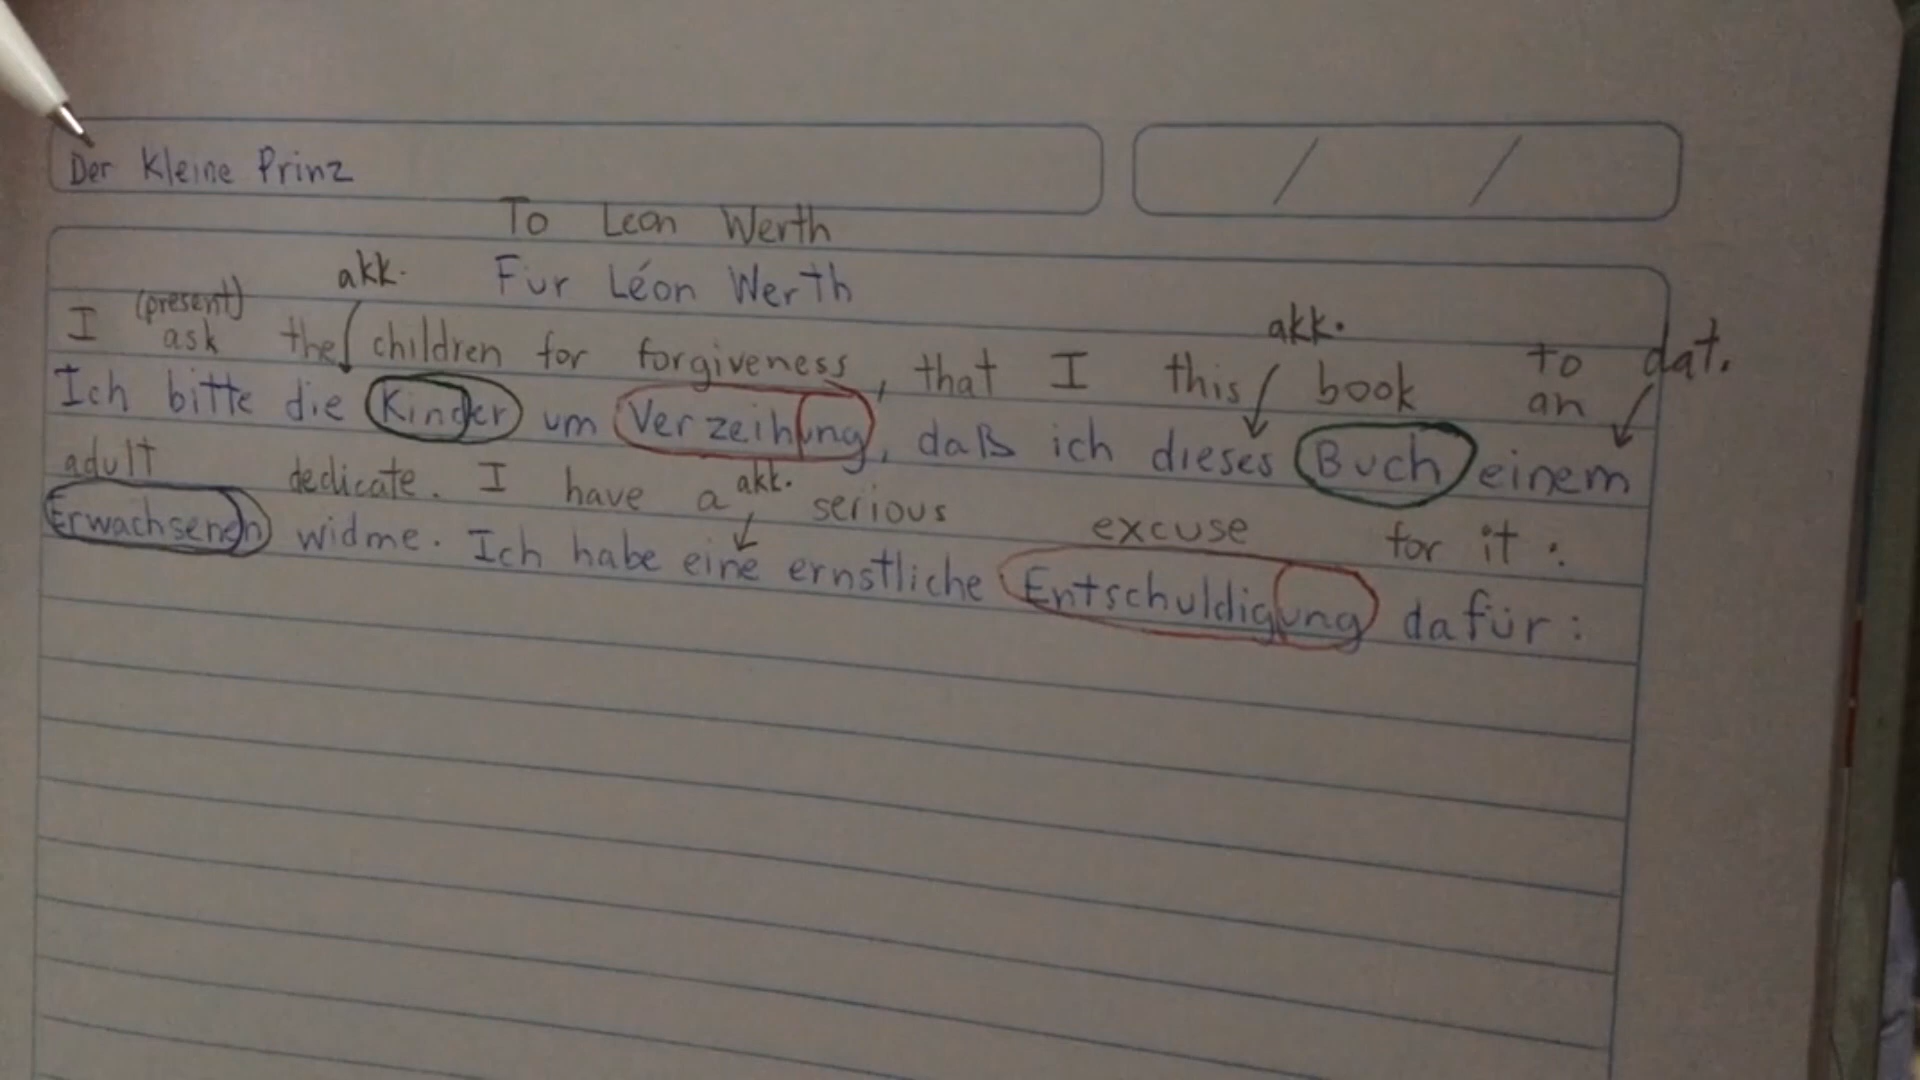 Der Kleine Prinz
To Leon Werth
akk. Fur Léon Werth
(present) akk.
I ask the children for forgiveness, that I this book to dat.
an
Ich bitte die Kinder um Verzeihung, daß ich dieses Buch einem
adult dedicate. I have a akk. serious excuse for it :
Erwachsenen widme. Ich habe eine ernstliche Entschuldigung dafür :